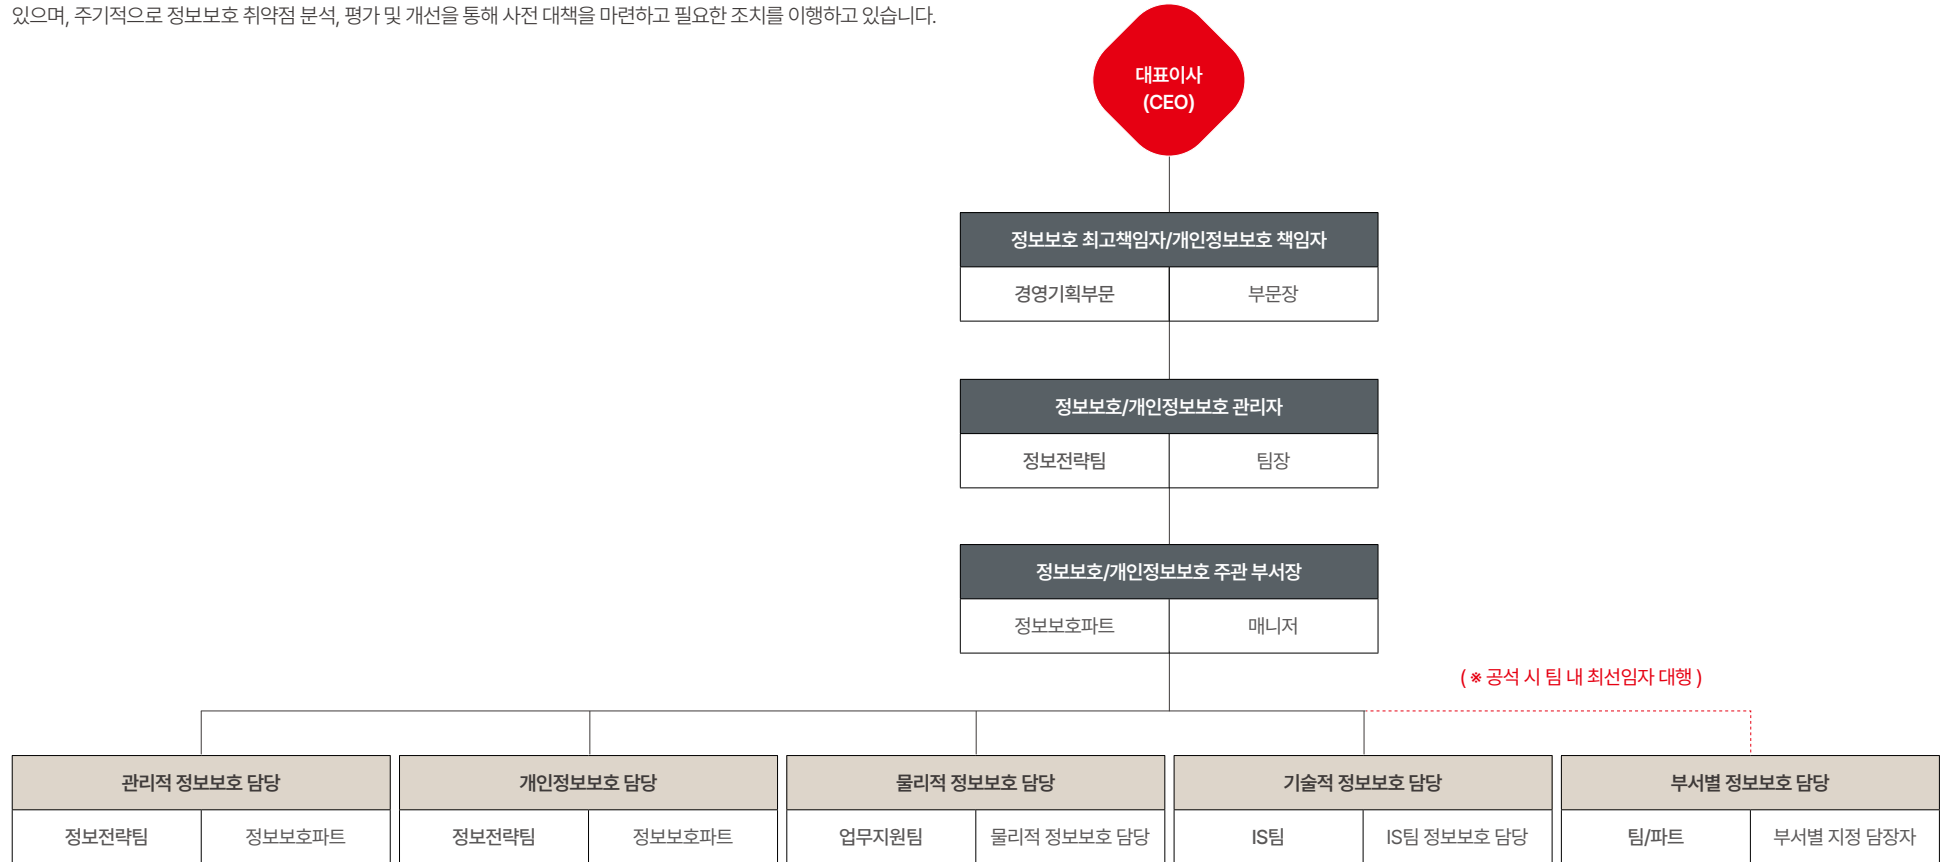 있으며, 주기적으로 정보보호 취약점 분석, 평가 및 개선을 통해 사전 대책을 마련하고 필요한 조치를 이행하고 있습니다.
대표이사
(CEO)
정보보호 최고책임자/개인정보보호 책임자
경영기획부문 부문장
정보보호/개인정보보호 관리자
정보전략팀 팀장
정보보호/개인정보보호 주관 부서장
정보보호파트 매니저
( ※ 공석 시 팀 내 최선임자 대행 )
관리적 정보보호 담당 개인정보보호 담당 물리적 정보보호 담당 기술적 정보보호 담당 부서별 정보보호 담당
정보전략팀 정보보호파트 정보전략팀 정보보호파트 업무지원팀 물리적 정보보호 담당 IS팀 IS팀 정보보호 담당 팀/파트 부서별 지정 담장자